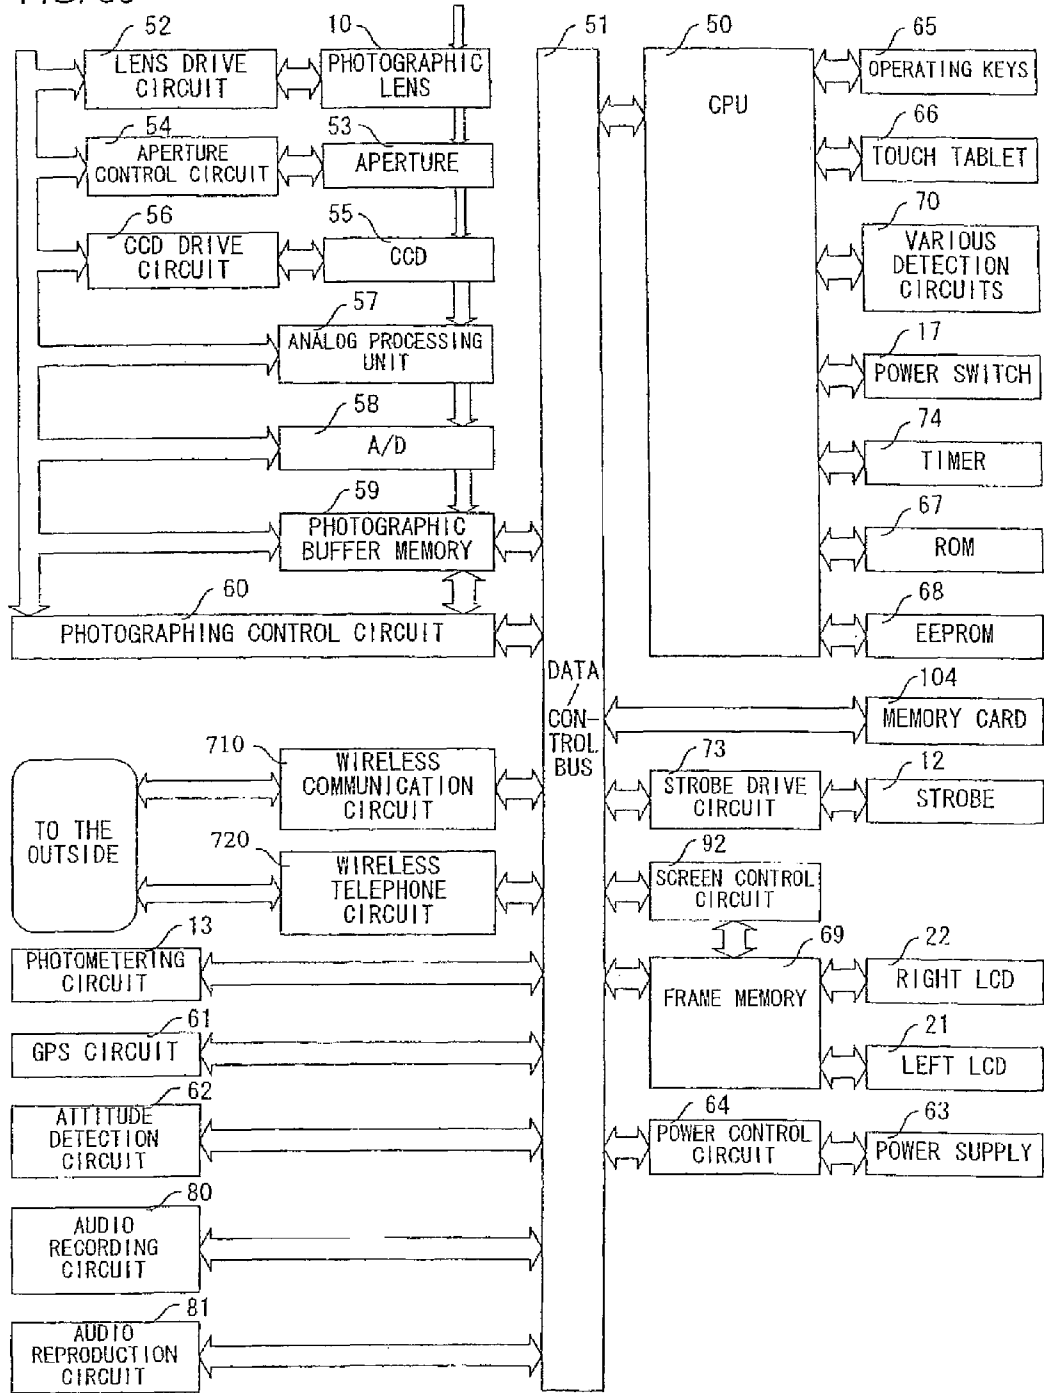 52
LENS DRIVE
CIRCUIT
10
PHOTOGRAPHIC
LENS
54
APERTURE
CONTROL CIRCUIT
53
APERTURE
56
CCD DRIVE
CIRCUIT
55
CCD
57
ANALOG PROCESSING
UNIT
58
A/D
59
PHOTOGRAPHIC
BUFFER MEMORY
60
PHOTOGRAPHING CONTROL CIRCUIT
51
DATA
/
CON-
TROL
BUS
50
CPU
65
OPERATING KEYS
66
TOUCH TABLET
70
VARIOUS
DETECTION
CIRCUITS
17
POWER SWITCH
74
TIMER
67
ROM
68
EEPROM
104
MEMORY CARD
710
WIRELESS
COMMUNICATION
CIRCUIT
TO THE
OUTSIDE
720
WIRELESS
TELEPHONE
CIRCUIT
73
STROBE DRIVE
CIRCUIT
12
STROBE
92
SCREEN CONTROL
CIRCUIT
69
FRAME MEMORY
22
RIGHT LCD
21
LEFT LCD
64
POWER CONTROL
CIRCUIT
63
POWER SUPPLY
13
PHOTOMETERING
CIRCUIT
61
GPS CIRCUIT
62
ATTITUDE
DETECTION
CIRCUIT
80
AUDIO
RECORDING
CIRCUIT
81
AUDIO
REPRODUCTION
CIRCUIT